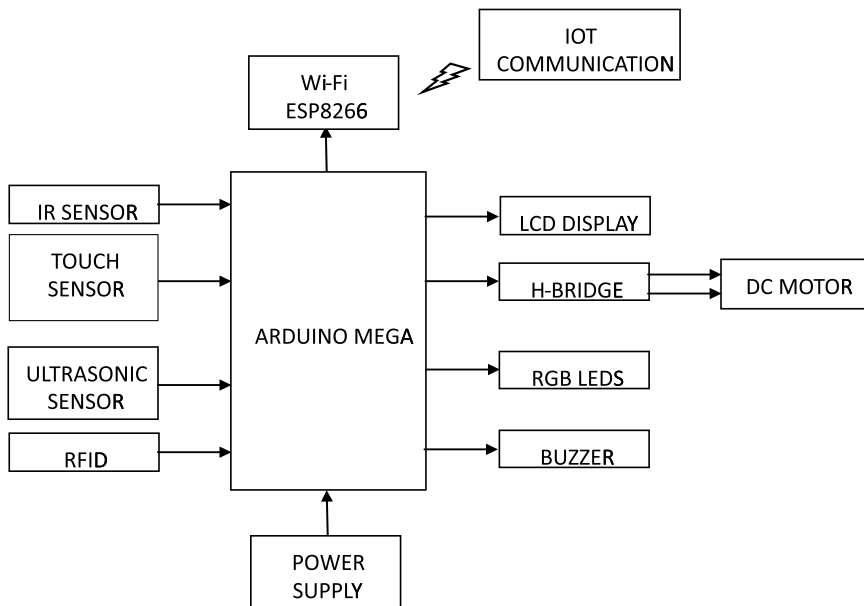 IOT
COMMUNICATION
Wi-Fi
ESP8266
IR SENSOR
TOUCH
SENSOR
ULTRASONIC
SENSOR
RFID
ARDUINO MEGA
LCD DISPLAY
H-BRIDGE
DC MOTOR
RGB LEDS
BUZZER
POWER
SUPPLY